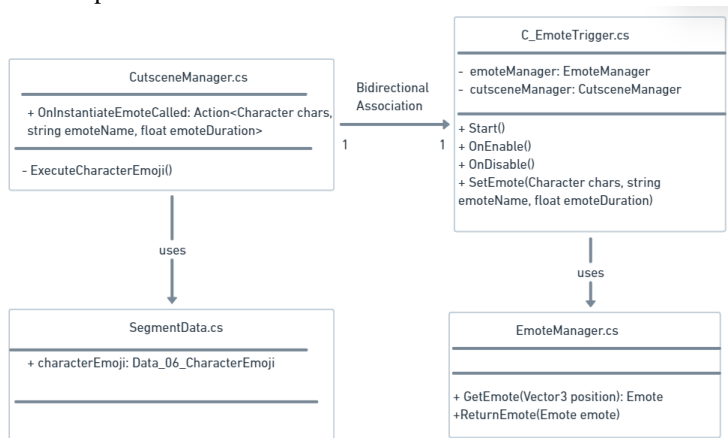 CutsceneManager.cs
+ OnInstantiateEmoteCalled: Action<Character chars,
string emoteName, float emoteDuration>
- ExecuteCharacterEmoji()
Bidirectional
Association
1
1
C_EmoteTrigger.cs
- emoteManager: EmoteManager
- cutsceneManager: CutsceneManager
+ Start()
+ OnEnable()
+ OnDisable()
+ SetEmote(Character chars, string
emoteName, float emoteDuration)
uses
uses
SegmentData.cs
+ characterEmoji: Data_06_CharacterEmoji
EmoteManager.cs
+ GetEmote(Vector3 position): Emote
+ReturnEmote(Emote emote)